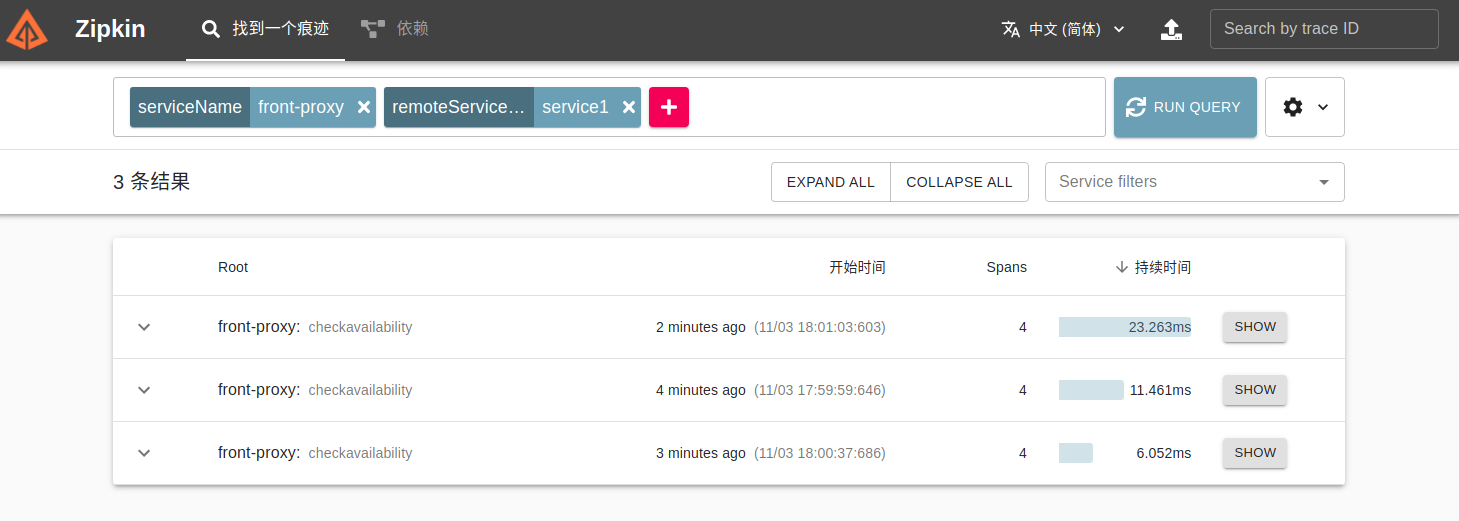 Zipkin 找到一个痕迹 依赖 中文 (简体) Search by trace ID
serviceName front-proxy remoteService... service1 RUN QUERY
3 条结果 EXPAND ALL COLLAPSE ALL Service filters
Root 开始时间 Spans 持续时间
front-proxy: checkavailability 2 minutes ago (11/03 18:01:03:603) 4 23.263ms SHOW
front-proxy: checkavailability 4 minutes ago (11/03 17:59:59:646) 4 11.461ms SHOW
front-proxy: checkavailability 3 minutes ago (11/03 18:00:37:686) 4 6.052ms SHOW